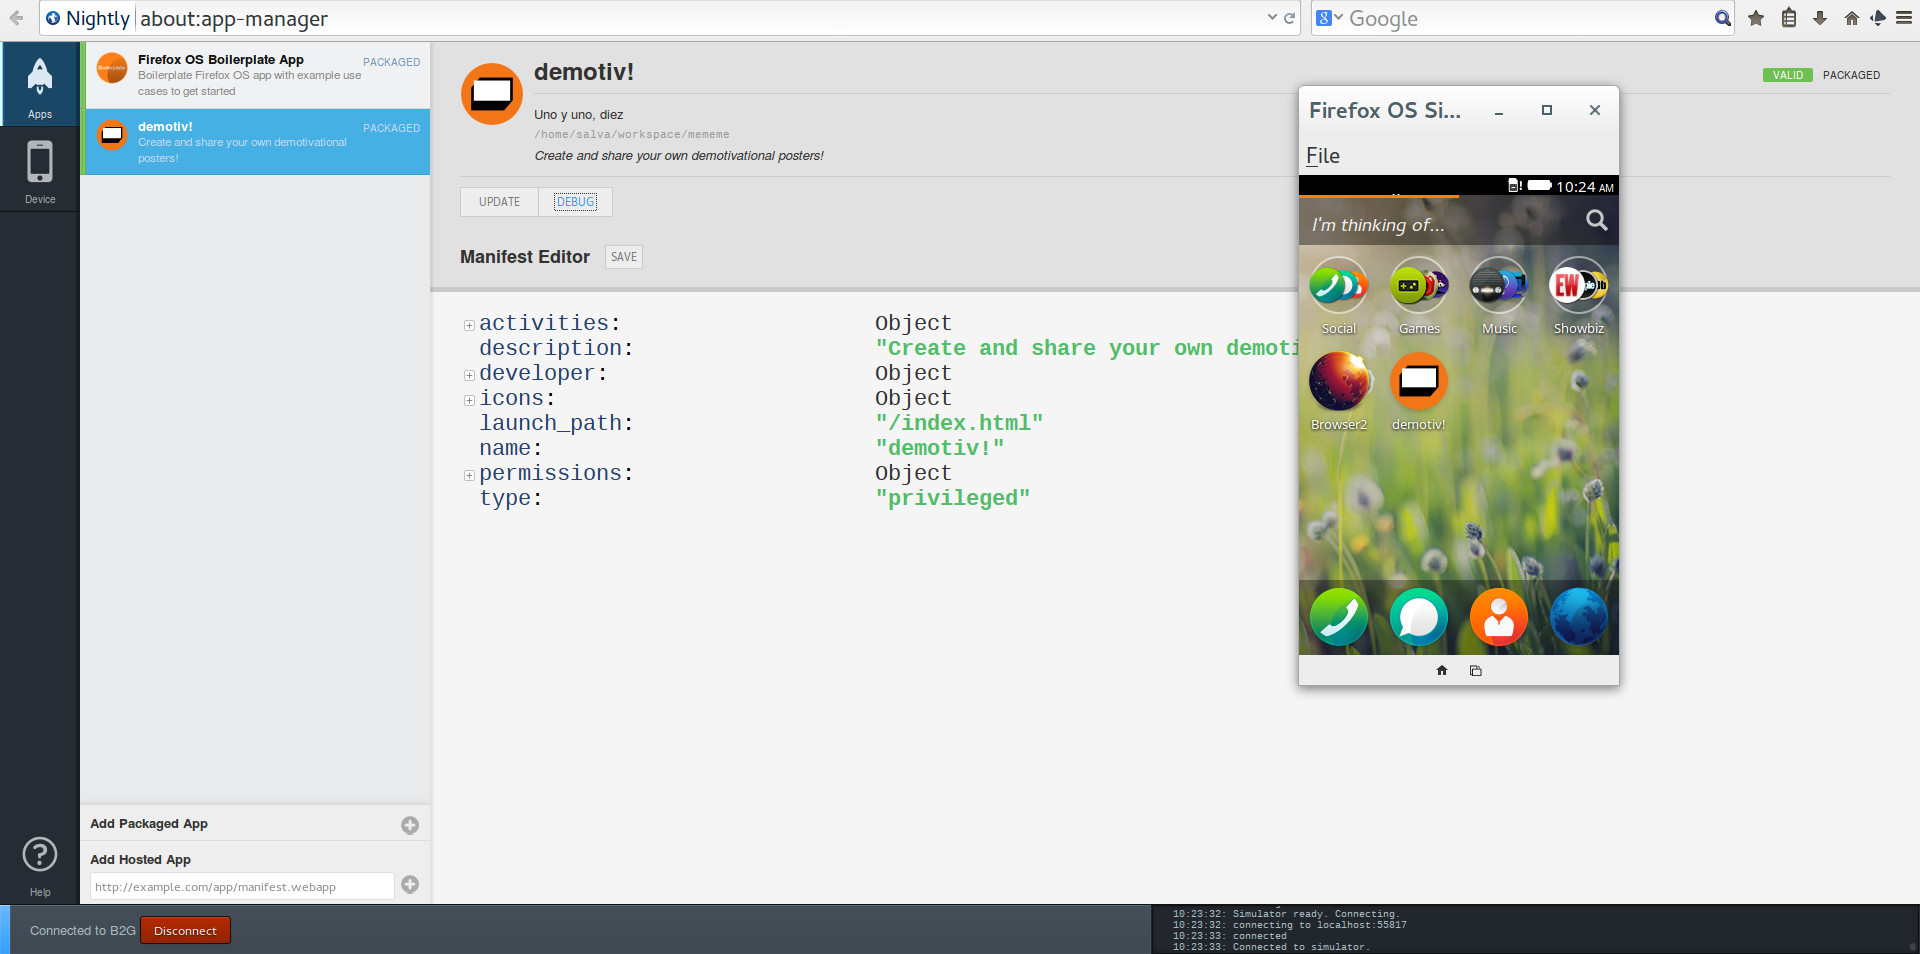 Nightly about:app-manager
Google
Apps
Device
Help
Firefox OS Boilerplate App
PACKAGED
Boilerplate Firefox OS app with example use
cases to get started
demotiv!
PACKAGED
Create and share your own demotivational
posters!
Add Packaged App
Add Hosted App
http://example.com/app/manifest.webapp
demotiv!
VALID PACKAGED
Uno y uno, diez
/home/salva/workspace/mememe
Create and share your own demotivational posters!
UPDATE DEBUG
Manifest Editor SAVE
activities: Object
description: "Create and share your own demoti
developer: Object
icons: Object
launch_path: "/index.html"
name: "demotiv!"
permissions: Object
type: "privileged"
Firefox OS Si...
File
10:24 AM
I'm thinking of...
EW
Social Games Music Showbiz
Browser2 demotiv!
Connected to B2G Disconnect
10:23:32: Simulator ready. Connecting.
10:23:32: connecting to localhost:55817
10:23:33: connected
10:23:33: Connected to simulator.